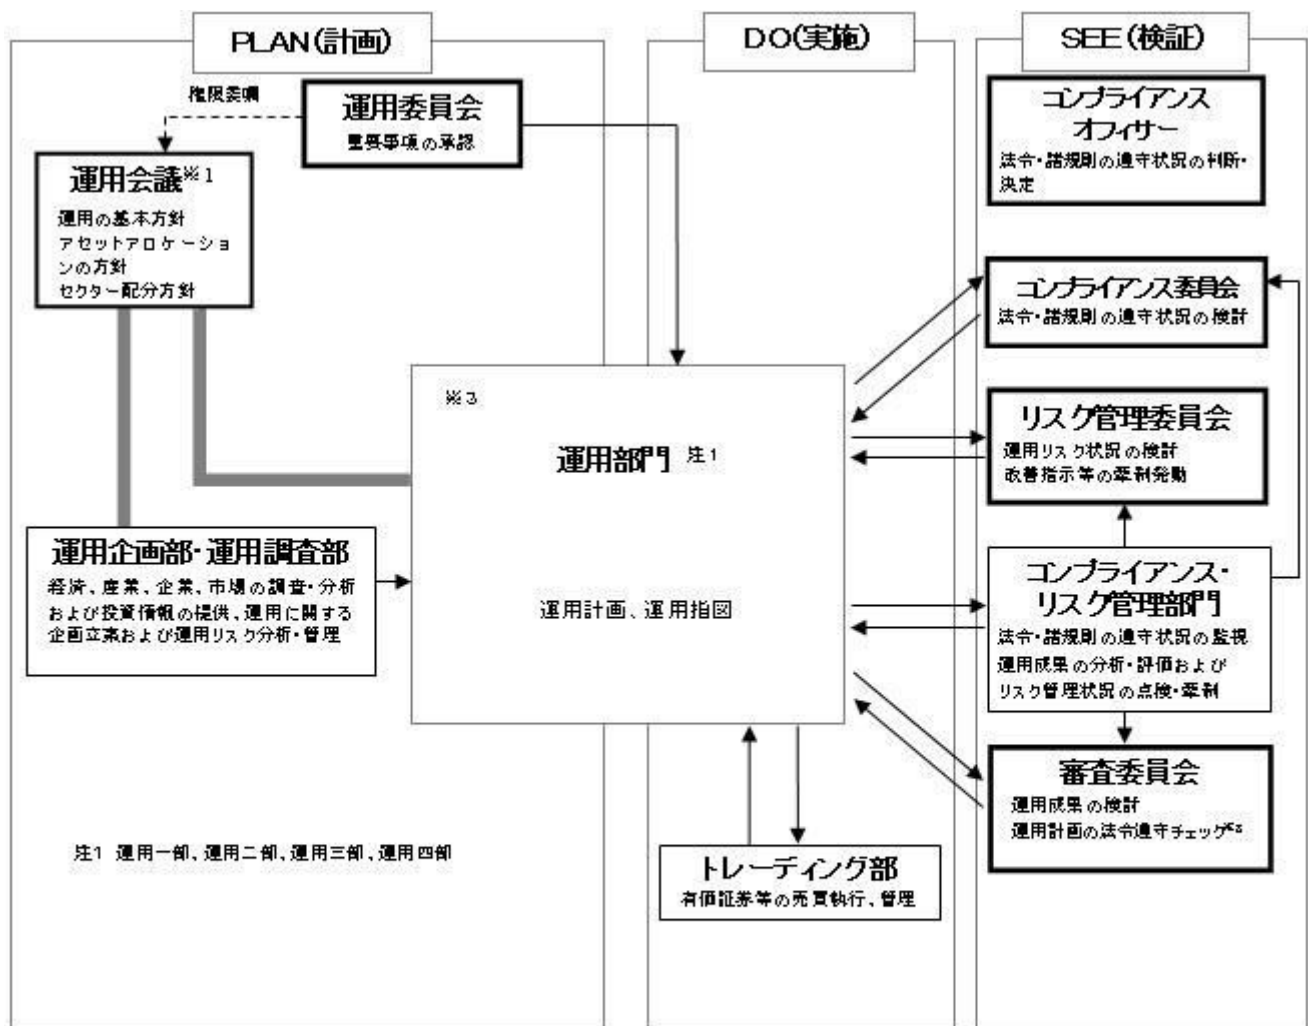 PLAN(計画)
権限委嘱
運用委員会
重要事項の承認
運用会議※1
運用の基本方針
アセットアロケーショ
ンの方針
セクター配分方針
運用企画部・運用調査部
経済、産業、企業、市場の調査・分析
および投資情報の提供、運用に関する
企画立案および運用リスク分析・管理
注1 運用一部、運用二部、運用三部、運用四部
DO(実施)
※3
運用部門 注1
運用計画、運用指図
トレーディング部
有価証券等の売買執行、管理
SEE(検証)
コンプライアンス
オフィサー
法令・諸規則の遵守状況の判断・
決定
コンプライアンス委員会
法令・諸規則の遵守状況の検討
リスク管理委員会
運用リスク状況の検討
改善指示等の牽制発動
コンプライアンス・
リスク管理部門
法令・諸規則の遵守状況の監視
運用成果の分析・評価および
リスク管理状況の点検・牽制
審査委員会
運用成果の検討
運用計画の法令遵守チェック